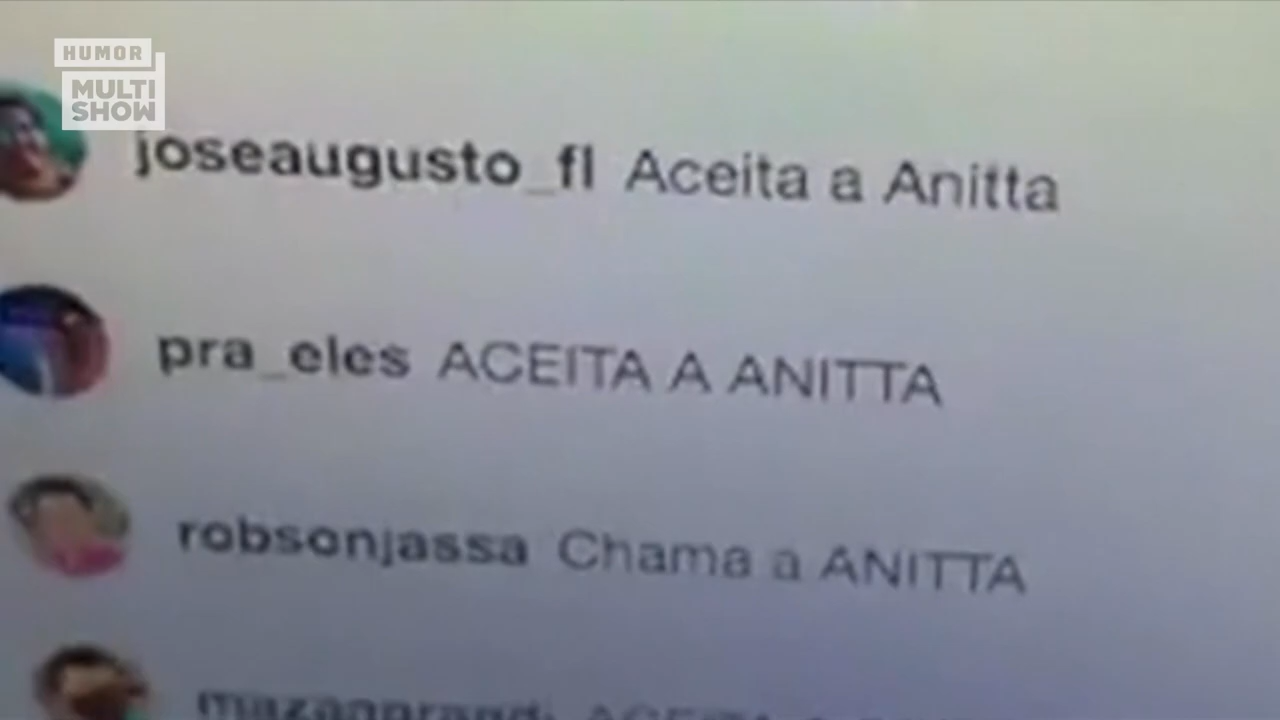 HUMOR
MULTI
SHOW
joseaugusto_fl Aceita a Anitta
pra_eles ACEITA A ANITTA
robsonjassa Chama a ANITTA